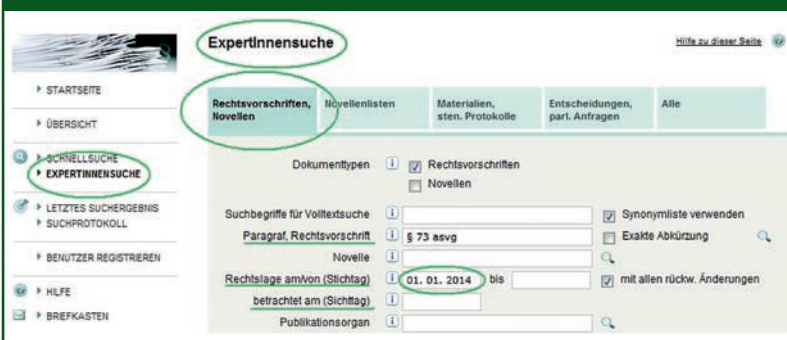 ExpertInnensuche
Hilfe zu dieser Seite
STARTSEITE
ÜBERSICHT
SCHNELLSUCHE
EXPERTINNENSUCHE
LETZTES SUCHERGEBNIS
SUCHPROTOKOLL
BENUTZER REGISTRIEREN
HILFE
BRIEFKASTEN
Rechtsvorschriften,
Novellen
Novellenlisten
Materialien,
sten. Protokolle
Entscheidungen,
parl. Anfragen
Alle
Dokumenttypen Rechtsvorschriften
Novellen
Suchbegriffe für Volltextsuche Synonymliste verwenden
Paragraf, Rechtsvorschrift § 73 asvg Exakte Abkürzung
Novelle
Rechtslage am/von (Stichtag) 01. 01. 2014 bis mit allen rückw. Änderungen
betrachtet am (Sichttag)
Publikationsorgan